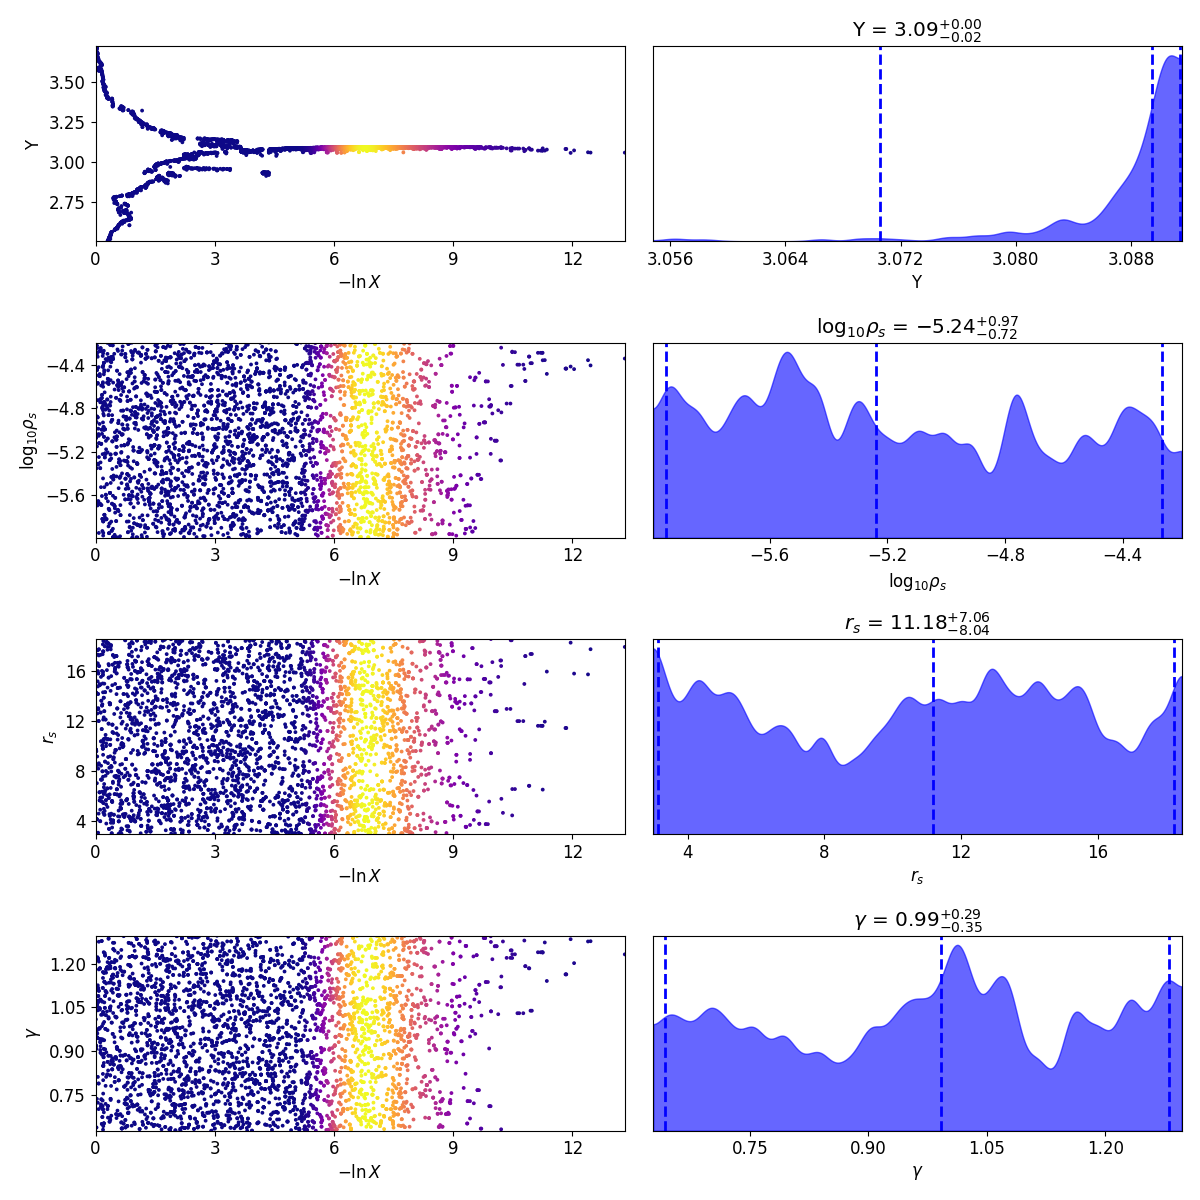 Y = 3.09+0.00 −0.02
3.50
3.25
3.00
2.75
Y
0 3 6 9 12
−ln X
3.056 3.064 3.072 3.080 3.088
Y
log10ρs = −5.24+0.97 −0.72
−4.4
−4.8
−5.2
−5.6
log10ρs
0 3 6 9 12
−ln X
−5.6 −5.2 −4.8 −4.4
log10ρs
rs = 11.18+7.06 −8.04
16
12
8
4
rs
0 3 6 9 12
−ln X
4 8 12 16
rs
γ = 0.99+0.29 −0.35
1.20
1.05
0.90
0.75
γ
0 3 6 9 12
−ln X
0.75 0.90 1.05 1.20
γ